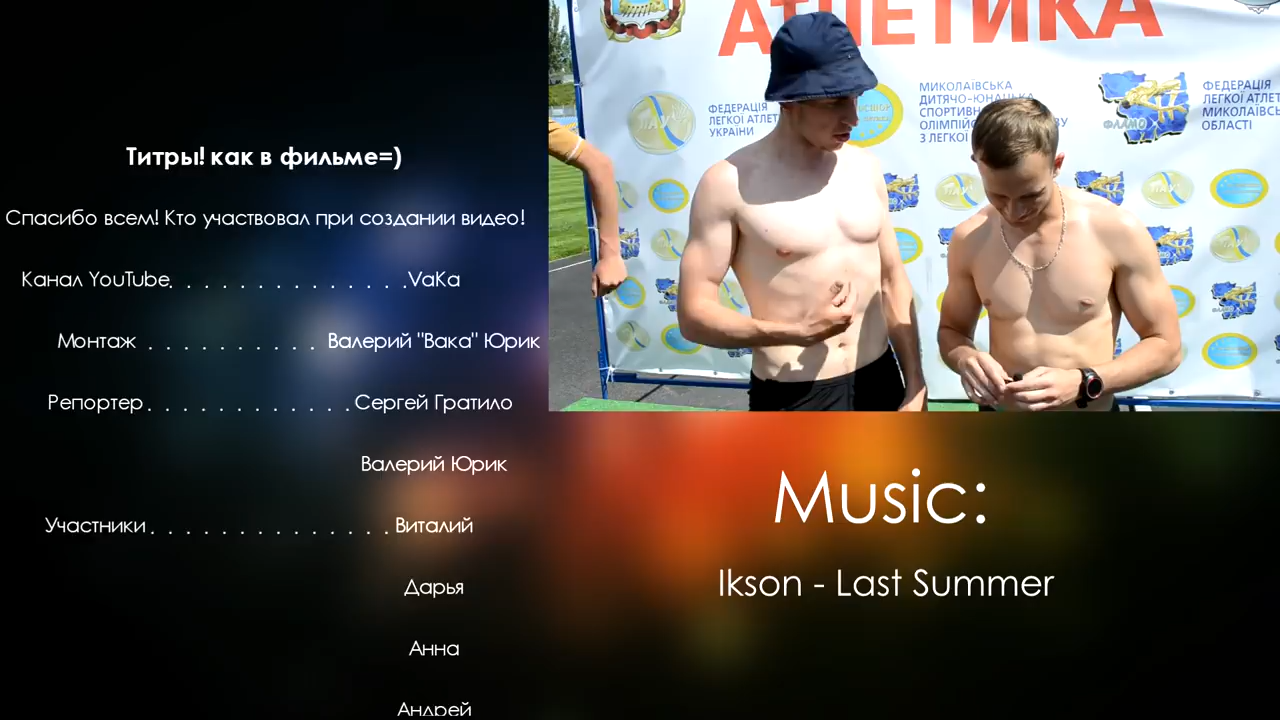 Титры! как в фильме=)
Спасибо всем! Кто участвовал при создании видео!
Канал YouTube. . . . . . . . . . . . . .VaKa
Монтаж . . . . . . . . . . Валерий "Вака" Юрик
Репортер. . . . . . . . . . . .Сергей Гратило
Валерий Юрик
Участники. . . . . . . . . . . . . .Виталий
Дарья
Анна
Андрей
АТЛЕТИКА
ФЕДЕРАЦІЯ
ЛЕГКОЇ АТЛЕТ
УКРАЇНИ
МИКОЛАЇВСЬКА
ДИТЯЧО-ЮНАЦЬКА
СПОРТИВН
ОЛІМПІЙС
З ЛЕГКОЇ
ФЛАМО
ФЕДЕРАЦІЯ
ЛЕГКОЇ АТЛЕТ
МИКОЛАЇВСЬ
ОБЛАСТІ
Music:
Ikson - Last Summer